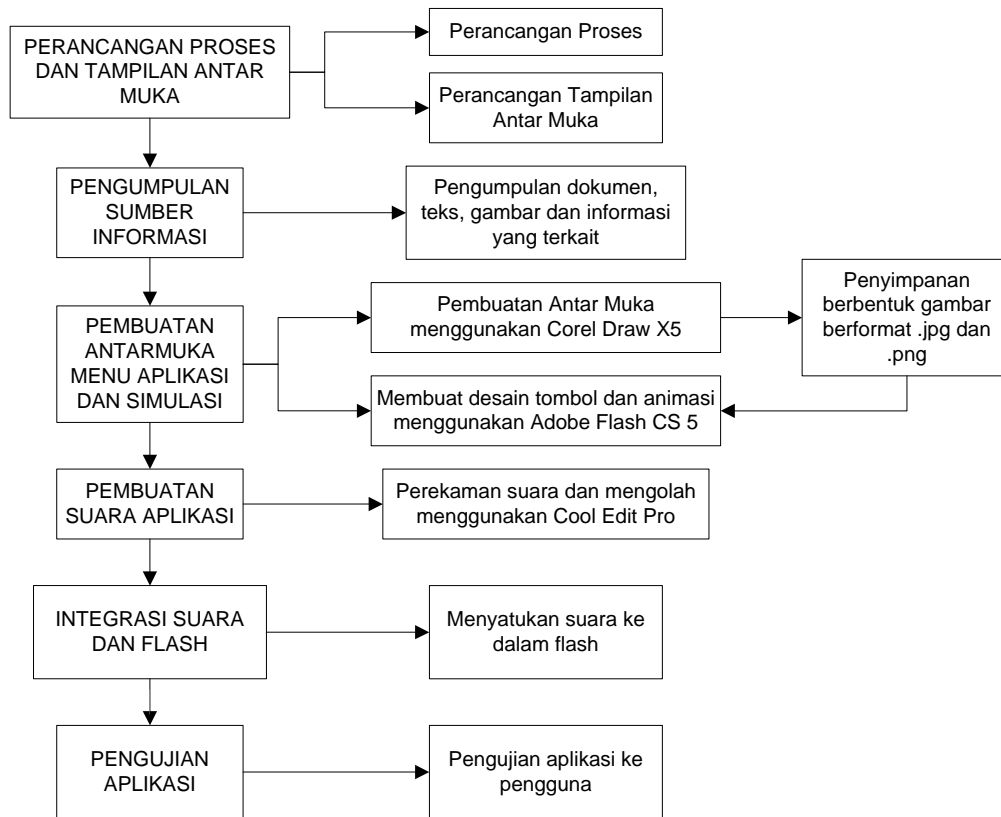 PERANCANGAN PROSES
DAN TAMPILAN ANTAR
MUKA
Perancangan Proses
Perancangan Tampilan
Antar Muka
PENGUMPULAN
SUMBER
INFORMASI
Pengumpulan dokumen,
teks, gambar dan informasi
yang terkait
PEMBUATAN
ANTARMUKA
MENU APLIKASI
DAN SIMULASI
Pembuatan Antar Muka
menggunakan Corel Draw X5
Penyimpanan
berbentuk gambar
berformat .jpg dan
.png
Membuat desain tombol dan animasi
menggunakan Adobe Flash CS 5
PEMBUATAN
SUARA APLIKASI
Perekaman suara dan mengolah
menggunakan Cool Edit Pro
INTEGRASI SUARA
DAN FLASH
Menyatukan suara ke
dalam flash
PENGUJIAN
APLIKASI
Pengujian aplikasi ke
pengguna